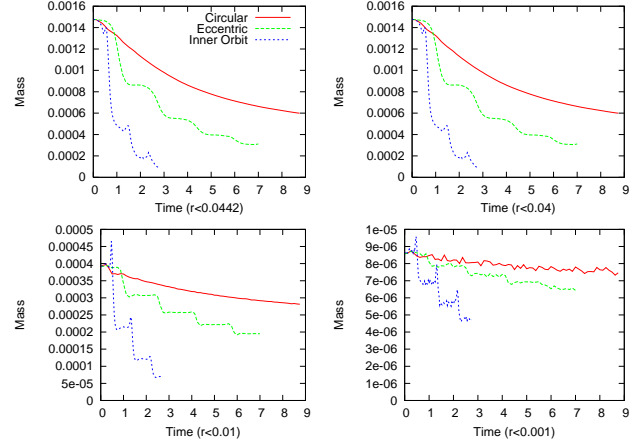 0.0016
0.0014
0.0012
0.001
0.0008
0.0006
0.0004
0.0002
0
Mass
Circular
Eccentric
Inner Orbit
0 1 2 3 4 5 6 7 8 9
Time (r<0.0442)
0.0016
0.0014
0.0012
0.001
0.0008
0.0006
0.0004
0.0002
0
Mass
0 1 2 3 4 5 6 7 8 9
Time (r<0.04)
0.0005
0.00045
0.0004
0.00035
0.0003
0.00025
0.0002
0.00015
0.0001
5e-05
Mass
0 1 2 3 4 5 6 7 8 9
Time (r<0.01)
1e-05
9e-06
8e-06
7e-06
6e-06
5e-06
4e-06
3e-06
2e-06
1e-06
0
Mass
0 1 2 3 4 5 6 7 8 9
Time (r<0.001)